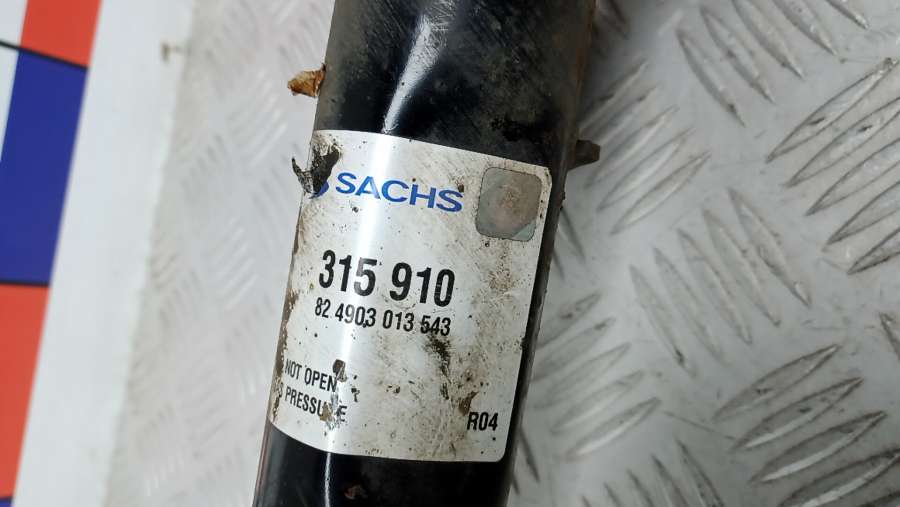 SACHS
315 910
82 4903 013 543
NOT OPEN
PRESSURE
R04